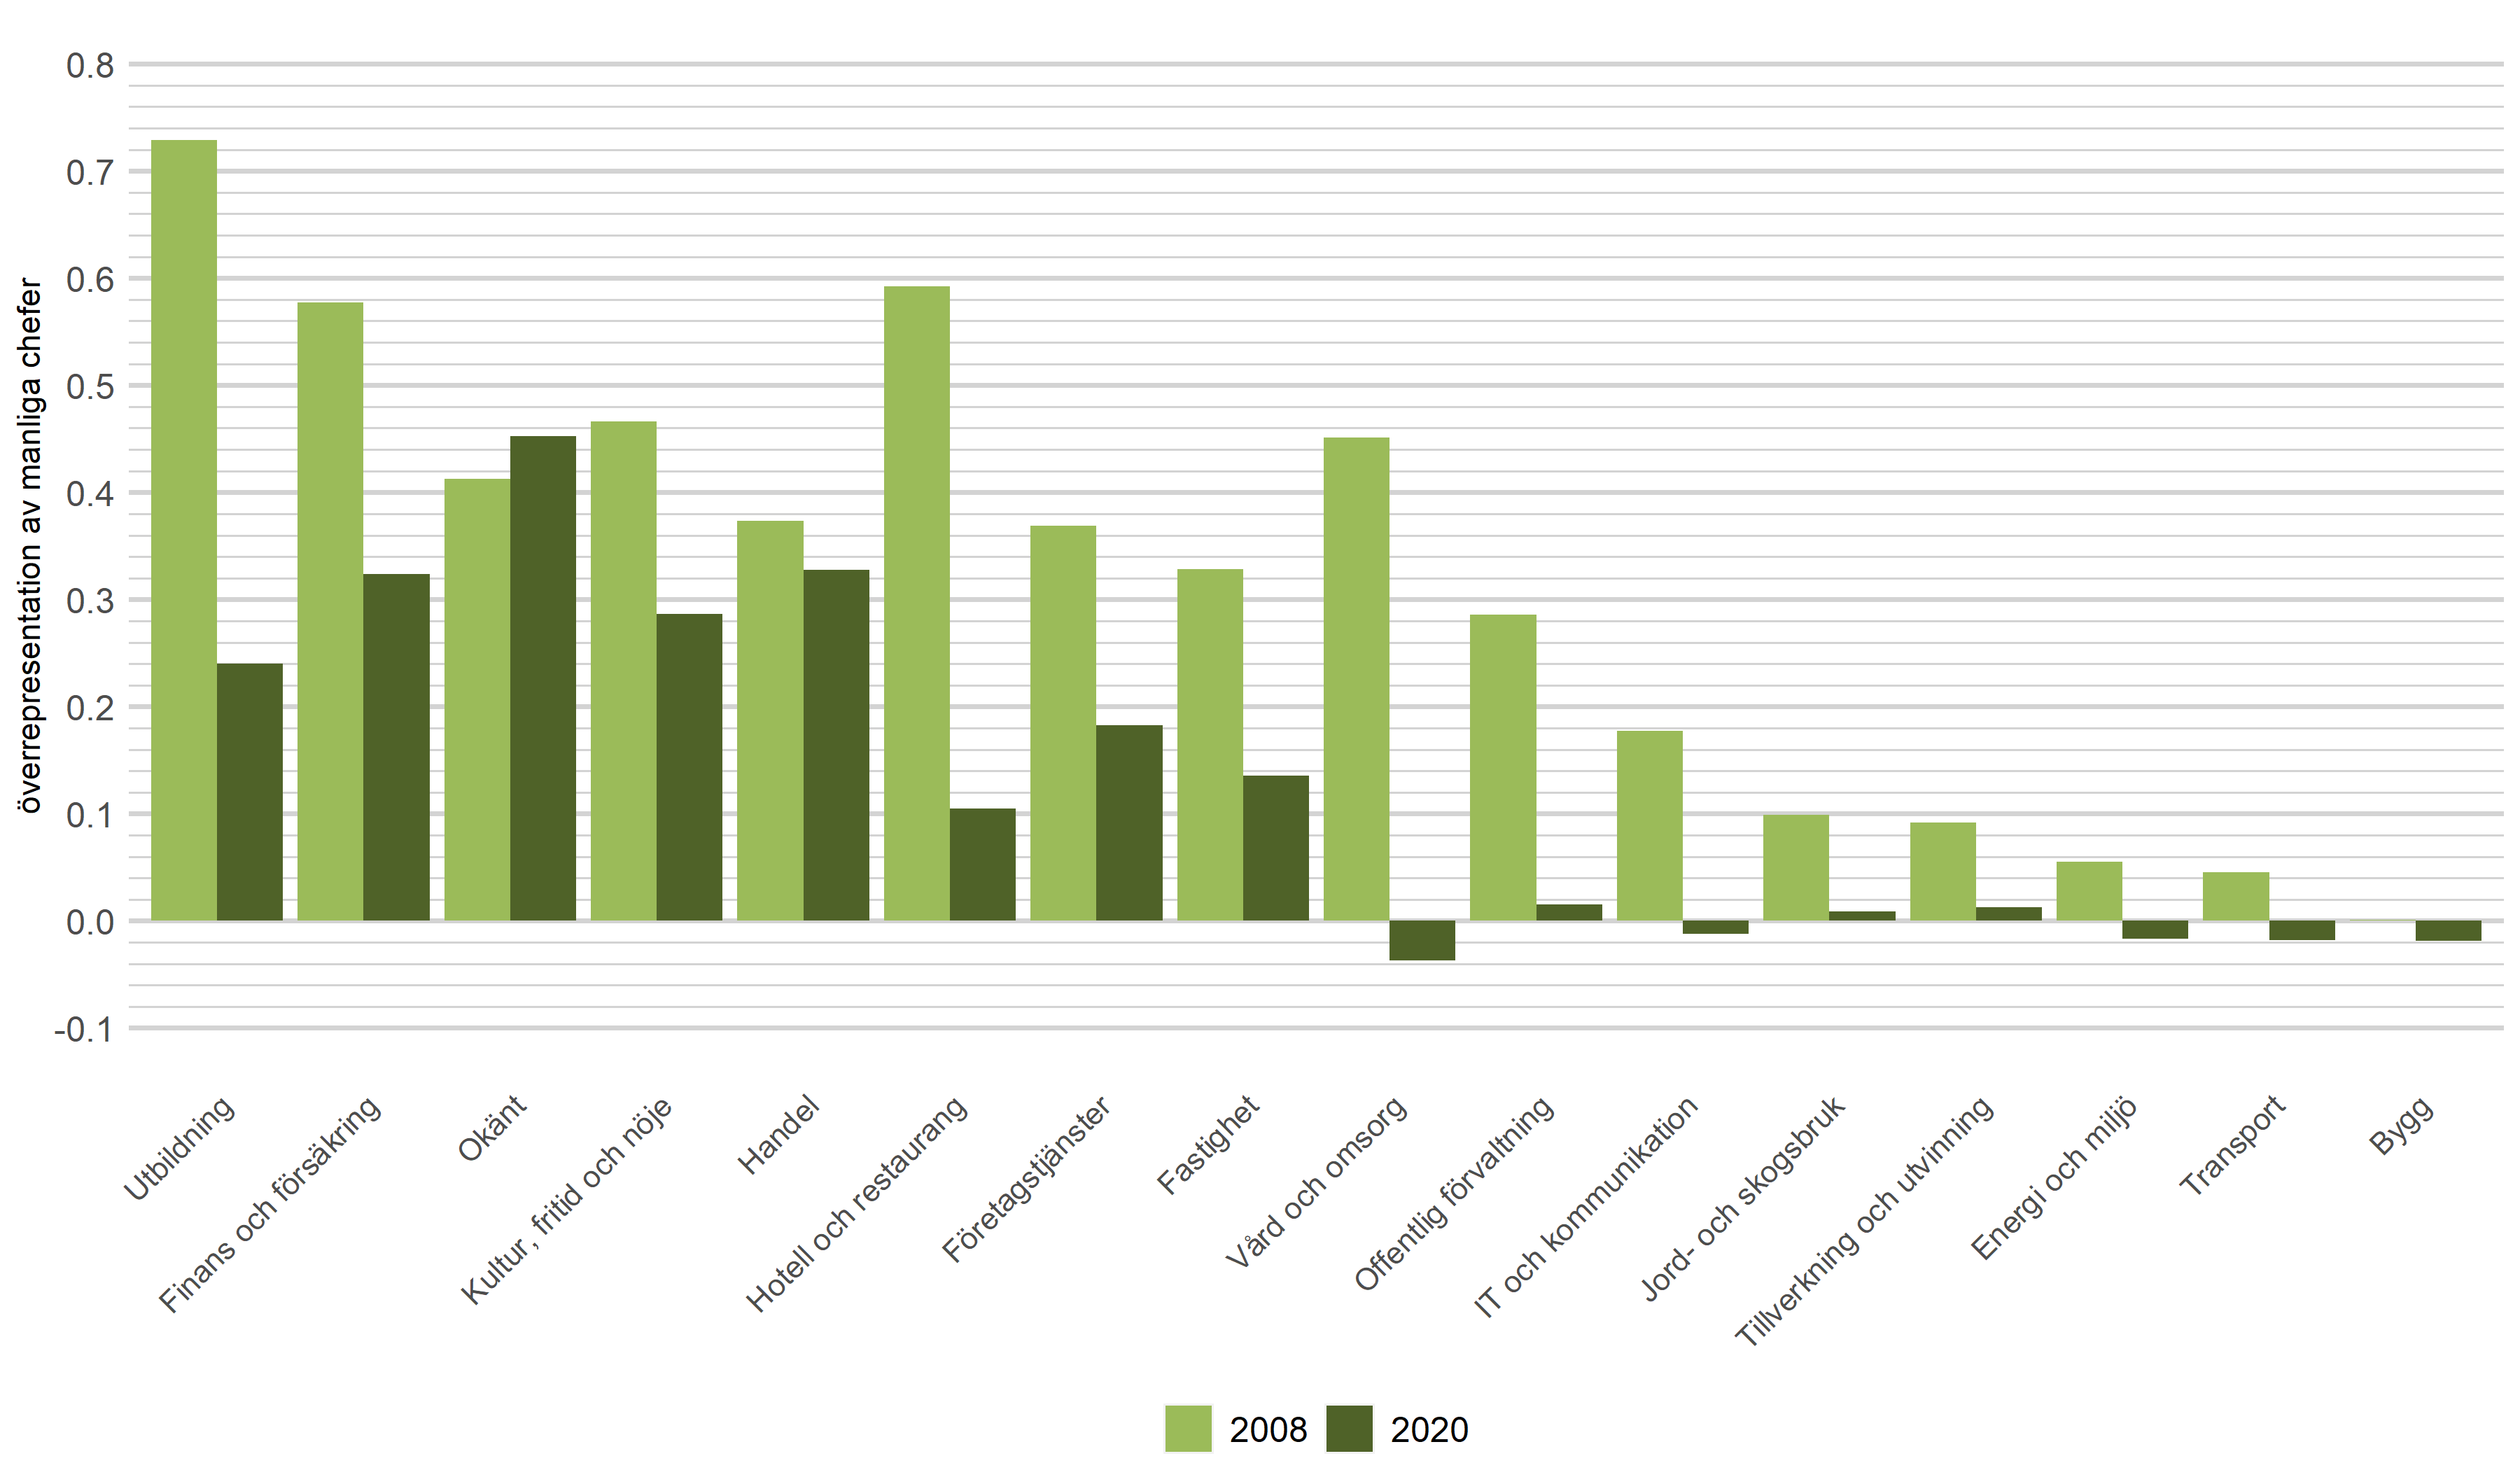 överrepresentation av manliga chefer
0.8
0.7
0.6
0.5
0.4
0.3
0.2
0.1
0.0
-0.1
Utbildning
Finans och försäkring
Okänt
Kultur, fritid och nöje
Handel
Hotell och restaurang
Företagstjänster
Fastighet
Vård och omsorg
Offentlig förvaltning
IT och kommunikation
Jord- och skogsbruk
Tillverkning och utvinning
Energi och miljö
Transport
Bygg
2008 2020